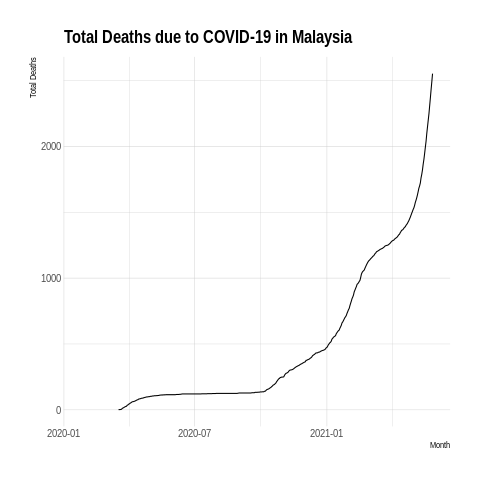 Total Deaths due to COVID-19 in Malaysia
Total Deaths
2000
1000
0
2020-01 2020-07 2021-01
Month